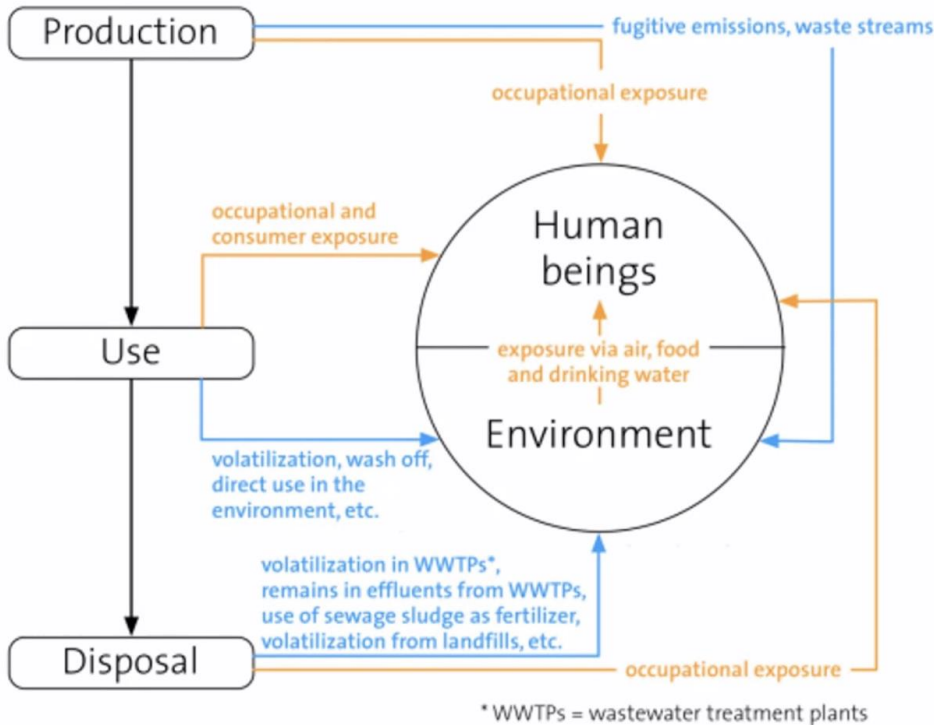 Production
fugitive emissions, waste streams
occupational exposure
occupational and
consumer exposure
Human
beings
Use
exposure via air, food
and drinking water
Environment
volatilization, wash off,
direct use in the
environment, etc.
volatilization in WWTPs*,
remains in effluents from WWTPs,
use of sewage sludge as fertilizer,
volatilization from landfills, etc.
Disposal
occupational exposure
* WWTPs = wastewater treatment plants